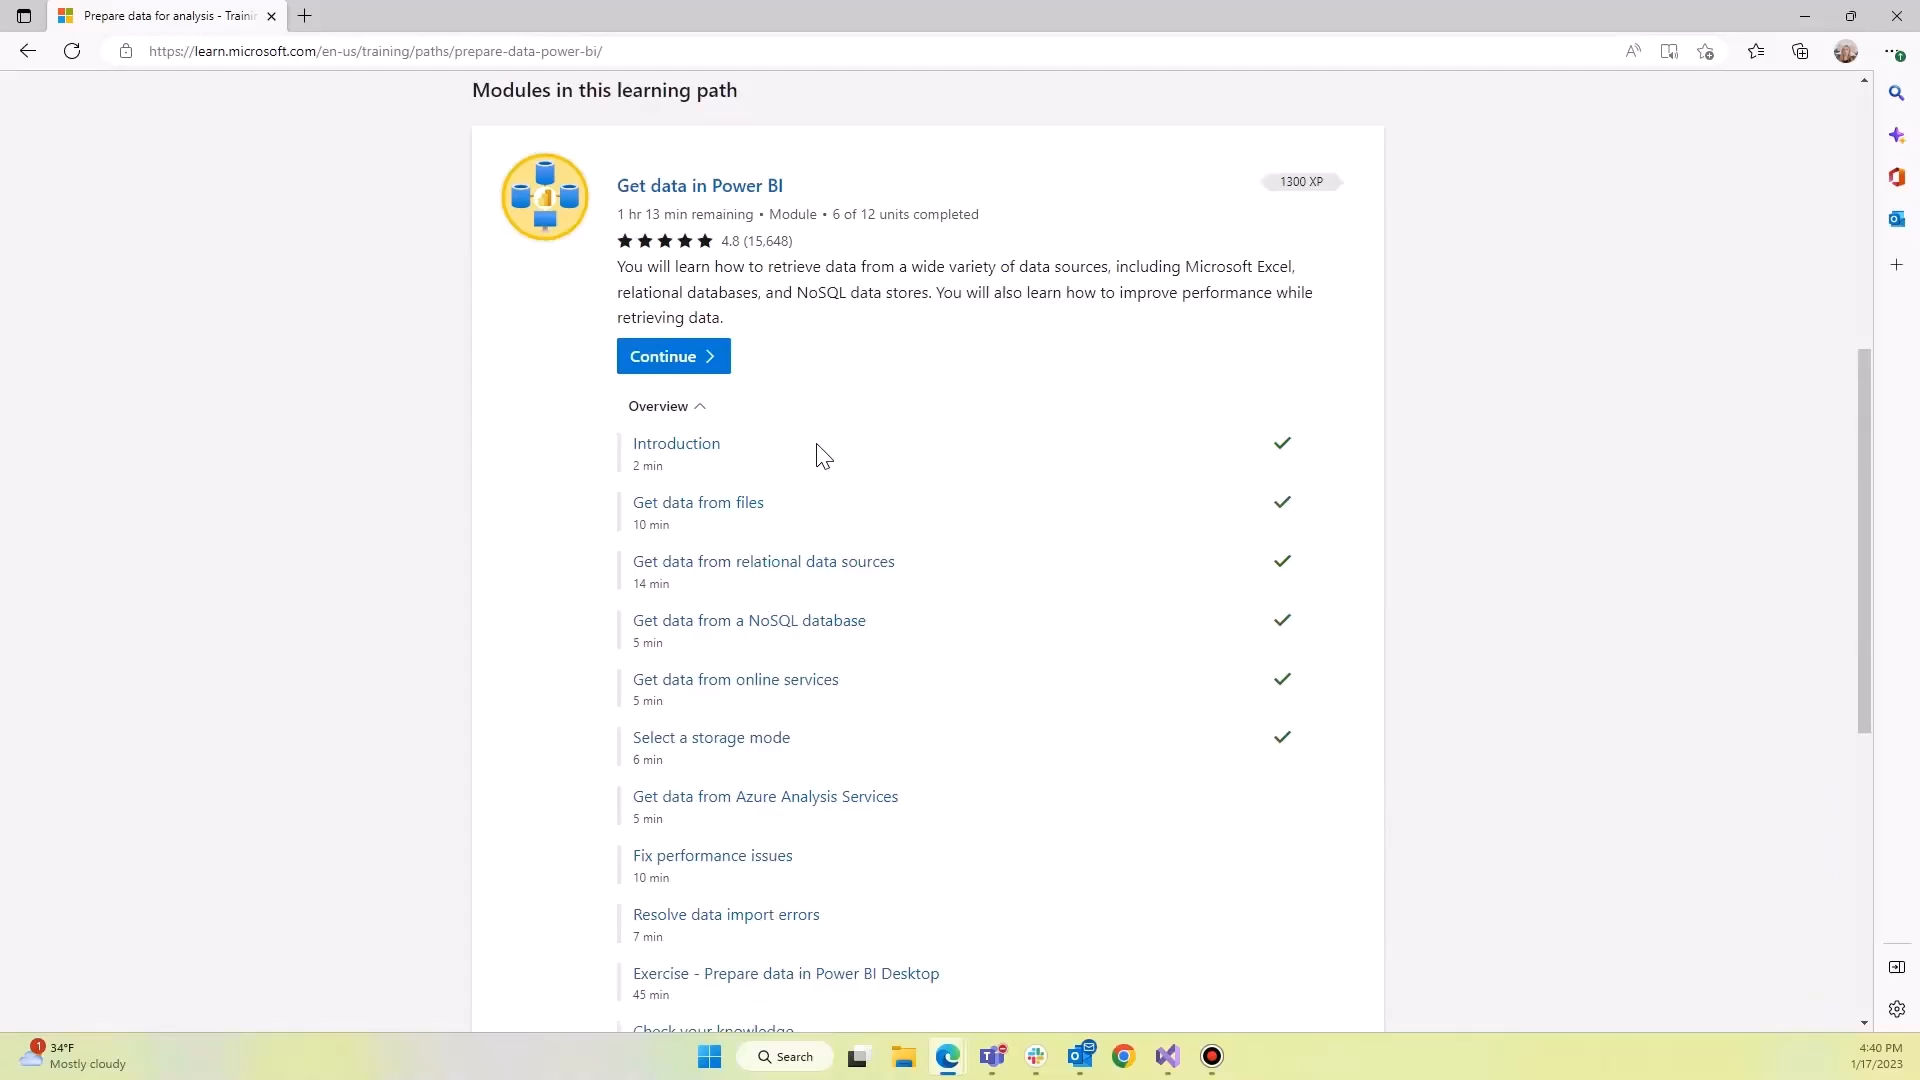 Prepare data for analysis - Trainin
https://learn.microsoft.com/en-us/training/paths/prepare-data-power-bi/
Modules in this learning path
Get data in Power BI
1300 XP
1 hr 13 min remaining • Module • 6 of 12 units completed
4.8 (15,648)
You will learn how to retrieve data from a wide variety of data sources, including Microsoft Excel,
relational databases, and NoSQL data stores. You will also learn how to improve performance while
retrieving data.
Continue
Overview
Introduction
2 min
Get data from files
10 min
Get data from relational data sources
14 min
Get data from a NoSQL database
5 min
Get data from online services
5 min
Select a storage mode
6 min
Get data from Azure Analysis Services
5 min
Fix performance issues
10 min
Resolve data import errors
7 min
Exercise - Prepare data in Power BI Desktop
45 min
Check your knowledge
1
34°F
Mostly cloudy
Search
4:40 PM
1/17/2023